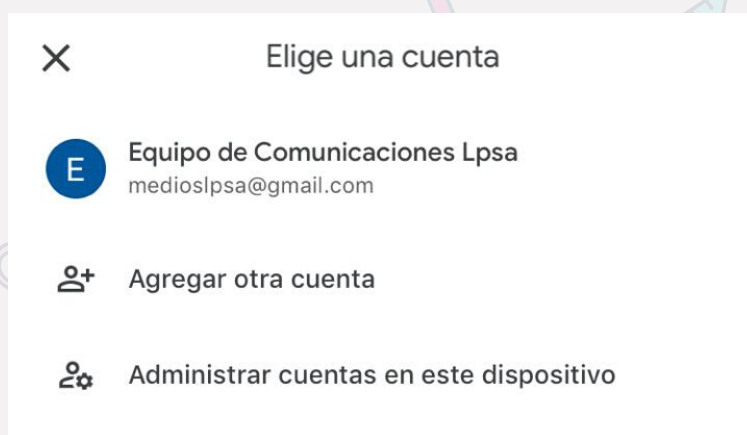 Elige una cuenta
E
Equipo de Comunicaciones Lpsa
medioslpsa@gmail.com
Agregar otra cuenta
Administrar cuentas en este dispositivo